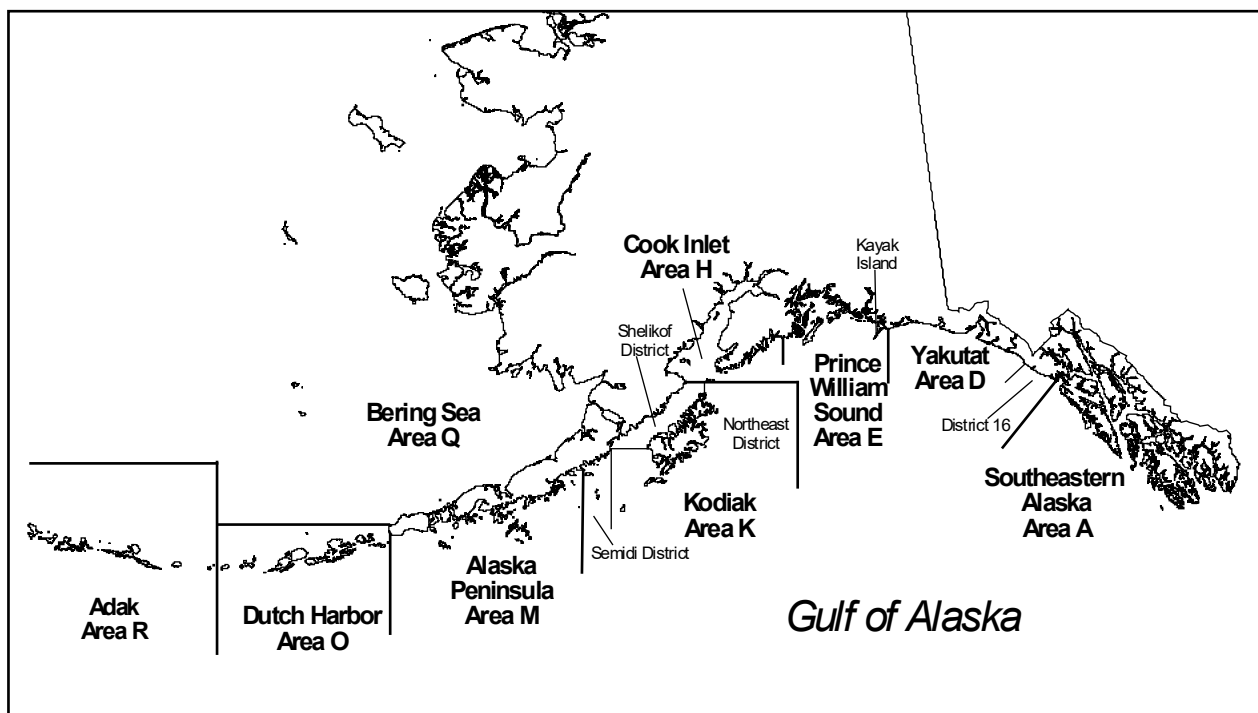 Cook Inlet
Area H
Kayak
Island
Shelikof
District
Prince
William
Sound
Area E
Yakutat
Area D
Bering Sea
Area Q
Northeast
District
District 16
Southeastern
Alaska
Area A
Kodiak
Area K
Semidi District
Alaska
Peninsula
Area M
Adak
Area R
Dutch Harbor
Area O
Gulf of Alaska